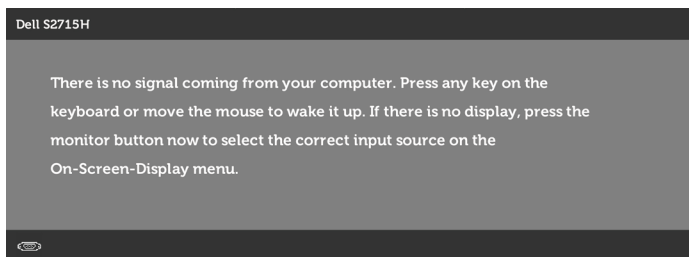 Dell S2715H
There is no signal coming from your computer. Press any key on the
keyboard or move the mouse to wake it up. If there is no display, press the
monitor button now to select the correct input source on the
On-Screen-Display menu.